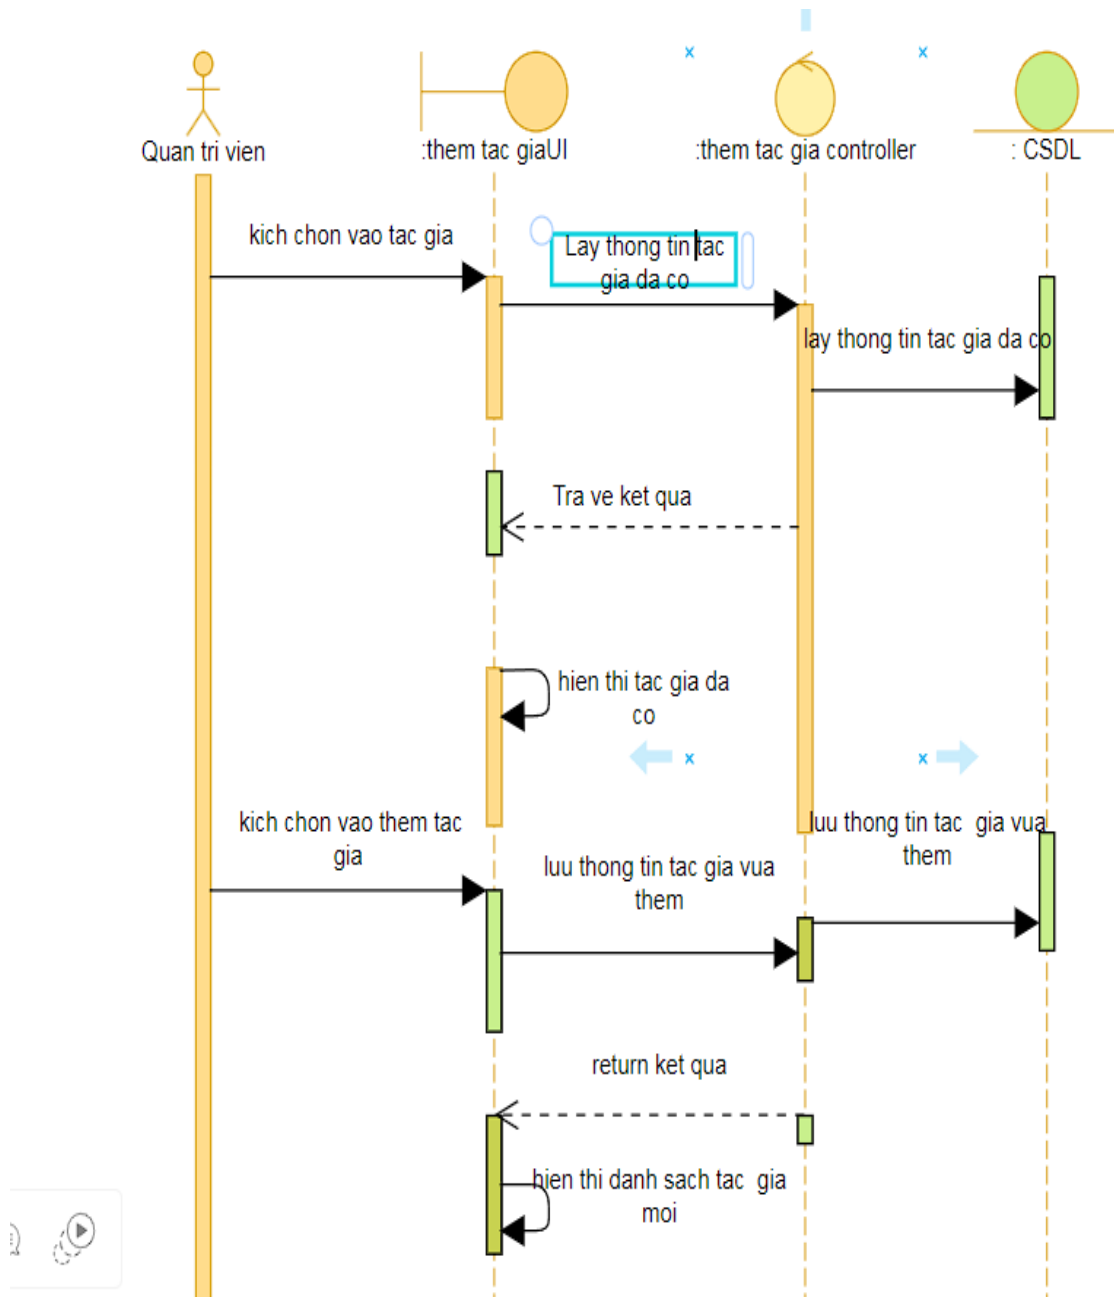 Quan tri vien
:them tac giaUI
:them tac gia controller
: CSDL
kich chon vao tac gia
Lay thong tin tac
gia da co
lay thong tin tac gia da co
Tra ve ket qua
hien thi tac gia da
co
kich chon vao them tac
gia
luu thong tin tac gia vua
them
luu thong tin tac gia vua
them
return ket qua
hien thi danh sach tac gia
moi